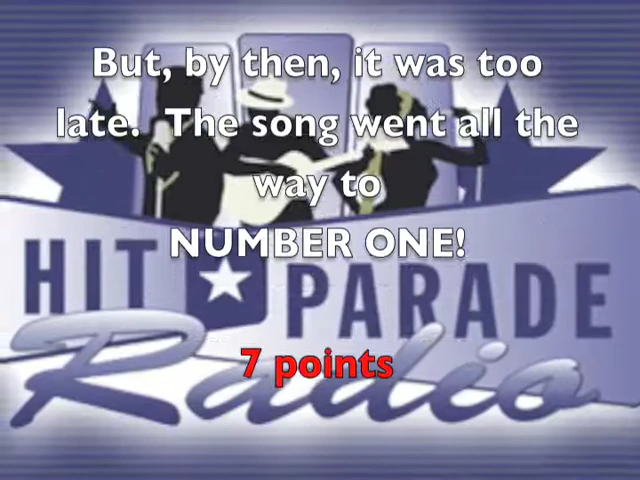 But, by then, it was too
late.  The song went all the
way to
NUMBER ONE!
HIT PARADE
7 points
Radio